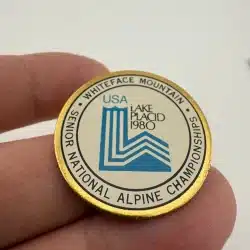 · WHITEFACE MOUNTAIN ·
USA
LAKE
PLACID
1980
SENIOR NATIONAL ALPINE CHAMPIONSHIPS